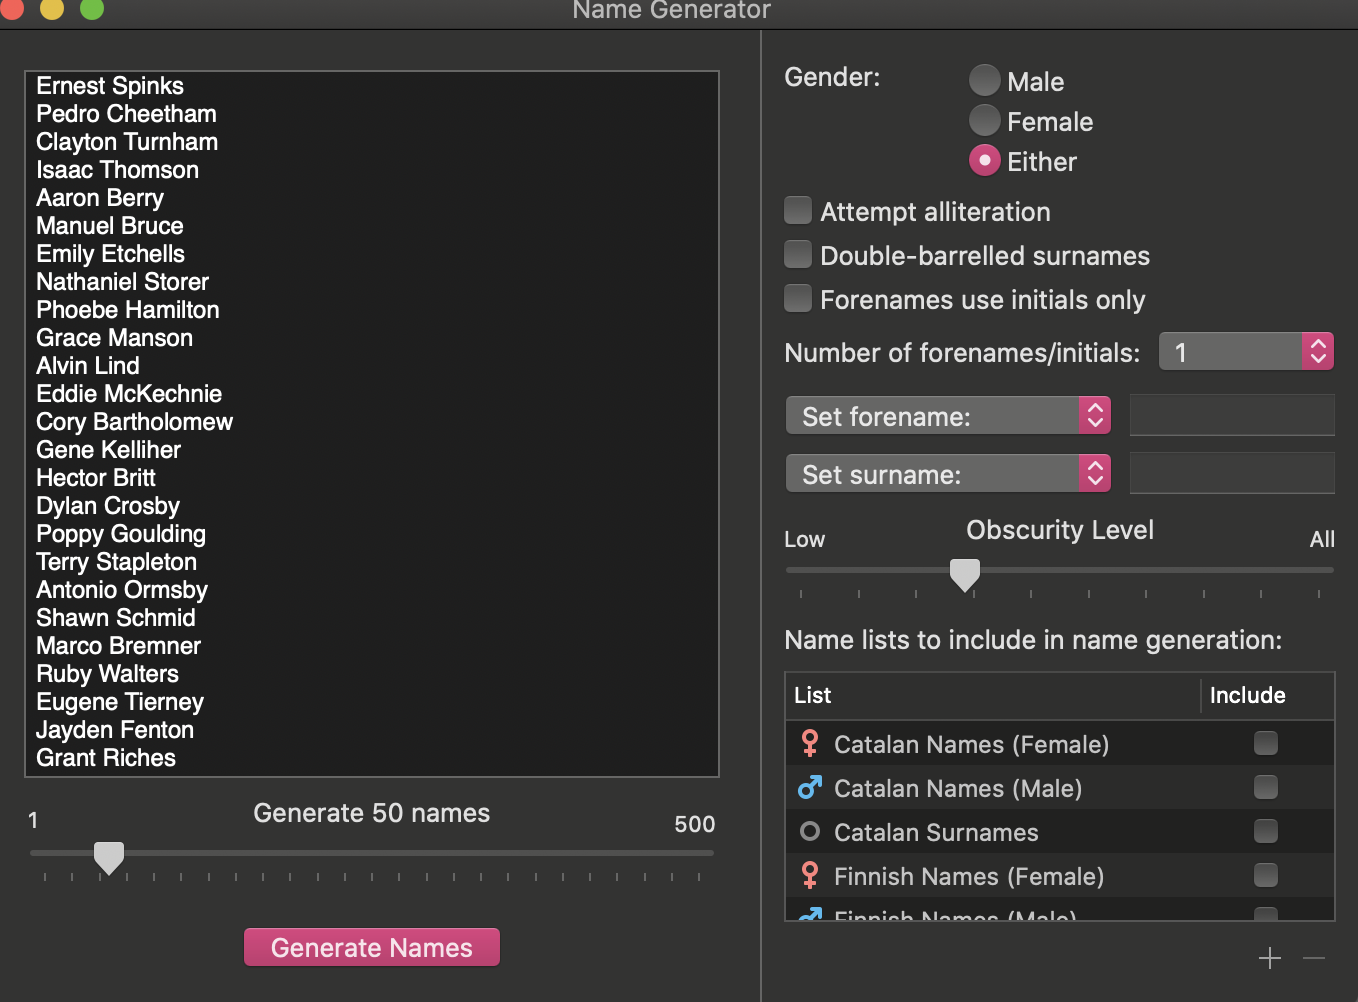 Name Generator
Ernest Spinks
Pedro Cheetham
Clayton Turnham
Isaac Thomson
Aaron Berry
Manuel Bruce
Emily Etchells
Nathaniel Storer
Phoebe Hamilton
Grace Manson
Alvin Lind
Eddie McKechnie
Cory Bartholomew
Gene Kelliher
Hector Britt
Dylan Crosby
Poppy Goulding
Terry Stapleton
Antonio Ormsby
Shawn Schmid
Marco Bremner
Ruby Walters
Eugene Tierney
Jayden Fenton
Grant Riches
1 Generate 50 names 500
Generate Names
Gender:
Male
Female
Either
Attempt alliteration
Double-barrelled surnames
Forenames use initials only
Number of forenames/initials: 1
Set forename:
Set surname:
Low Obscurity Level All
Name lists to include in name generation:
List Include
Catalan Names (Female)
Catalan Names (Male)
Catalan Surnames
Finnish Names (Female)
Finnish Names (Male)